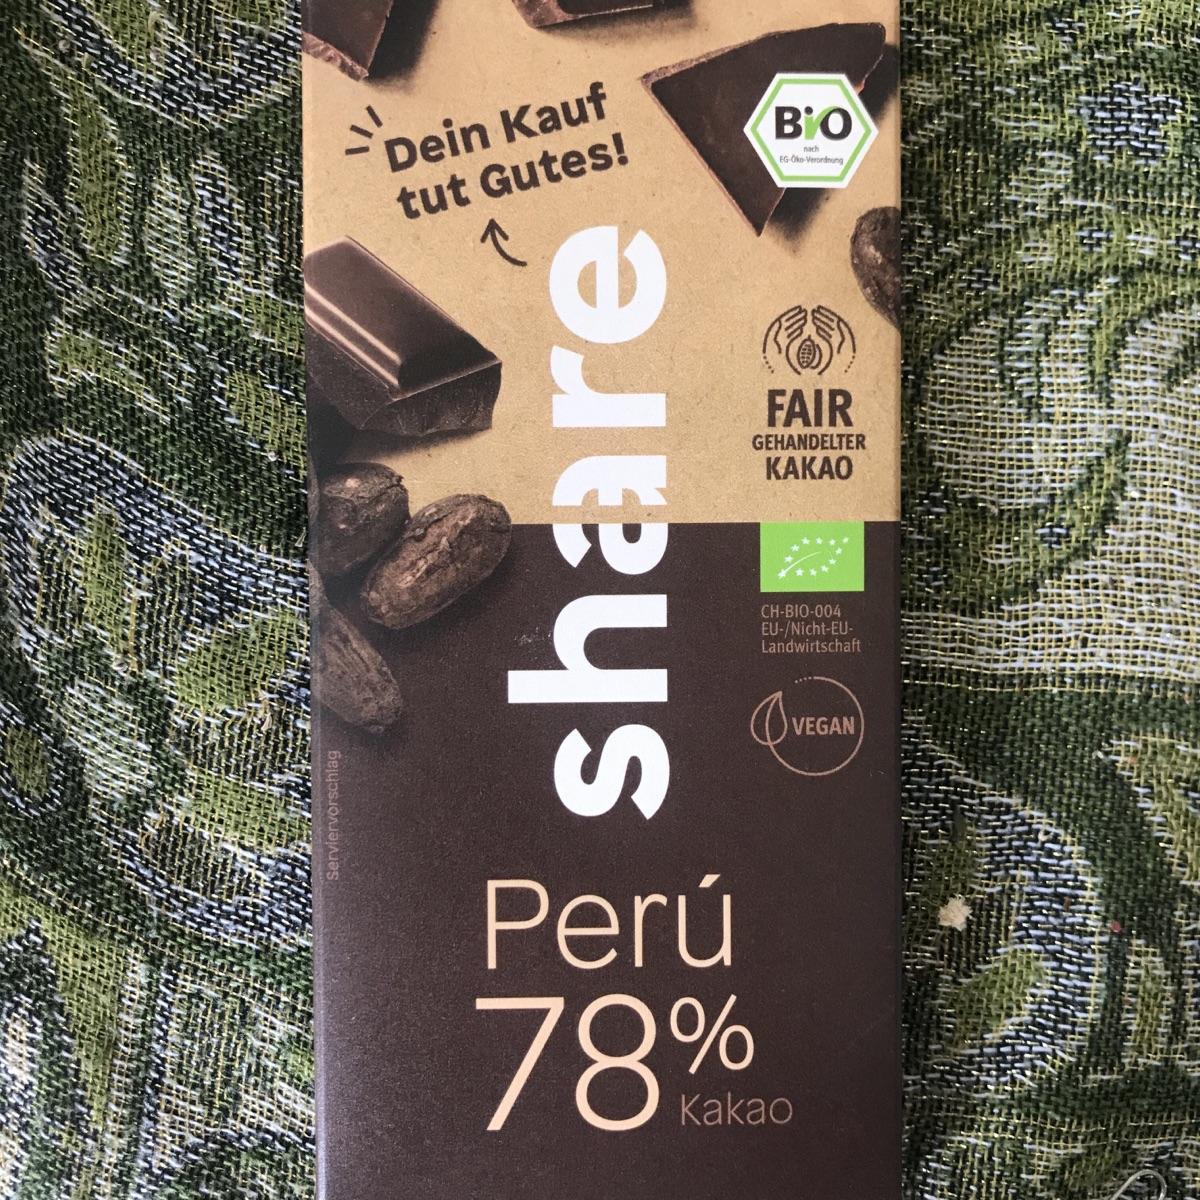 Dein Kauf
tut Gutes!
BiO
nach
EG-Öko-Verordnung
share
FAIR
GEHANDELTER
KAKAO
CH-BIO-004
EU-/Nicht-EU-
Landwirtschaft
VEGAN
Serviervorschlag
Perú
78%
Kakao